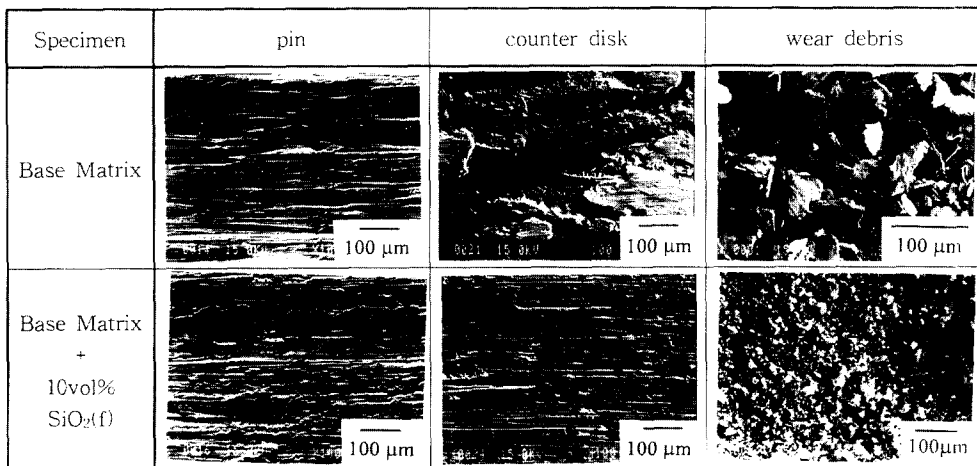 Specimen
pin
counter disk
wear debris
Base Matrix
100 μm
100 μm
100 μm
Base Matrix
+
10vol%
SiO₂(f)
100 μm
100 μm
100μm